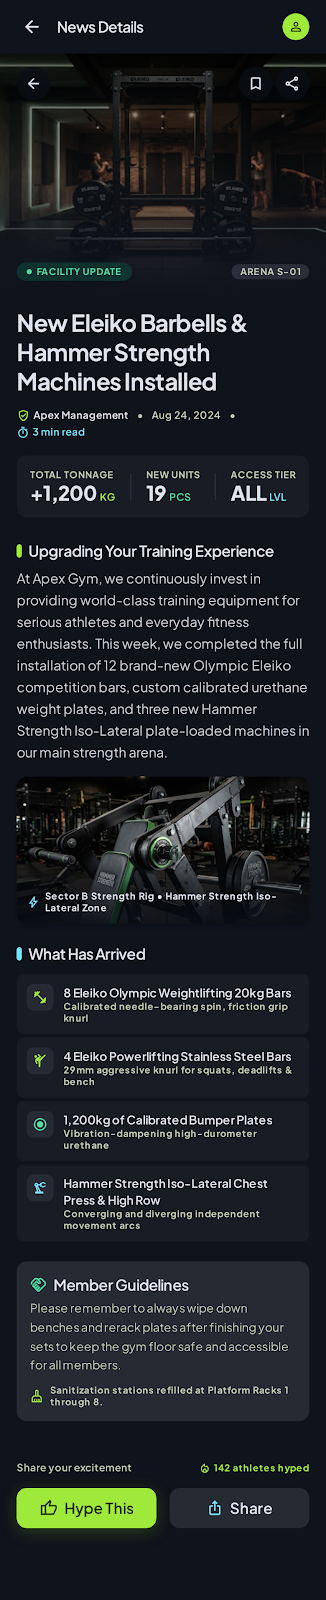 News Details
FACILITY UPDATE
ARENA S-01
New Eleiko Barbells &
Hammer Strength
Machines Installed
Apex Management • Aug 24, 2024 •
3 min read
TOTAL TONNAGE NEW UNITS ACCESS TIER
+1,200 KG 19 PCS ALL LVL
Upgrading Your Training Experience
At Apex Gym, we continuously invest in
providing world-class training equipment for
serious athletes and everyday fitness
enthusiasts. This week, we completed the full
installation of 12 brand-new Olympic Eleiko
competition bars, custom calibrated urethane
weight plates, and three new Hammer
Strength Iso-Lateral plate-loaded machines in
our main strength arena.
Sector B Strength Rig • Hammer Strength Iso-
Lateral Zone
What Has Arrived
8 Eleiko Olympic Weightlifting 20kg Bars
Calibrated needle-bearing spin, friction grip
knurl
4 Eleiko Powerlifting Stainless Steel Bars
29mm aggressive knurl for squats, deadlifts &
bench
1,200kg of Calibrated Bumper Plates
Vibration-dampening high-durometer
urethane
Hammer Strength Iso-Lateral Chest
Press & High Row
Converging and diverging independent
movement arcs
Member Guidelines
Please remember to always wipe down
benches and rerack plates after finishing your
sets to keep the gym floor safe and accessible
for all members.
Sanitization stations refilled at Platform Racks 1
through 8.
Share your excitement
142 athletes hyped
Hype This
Share